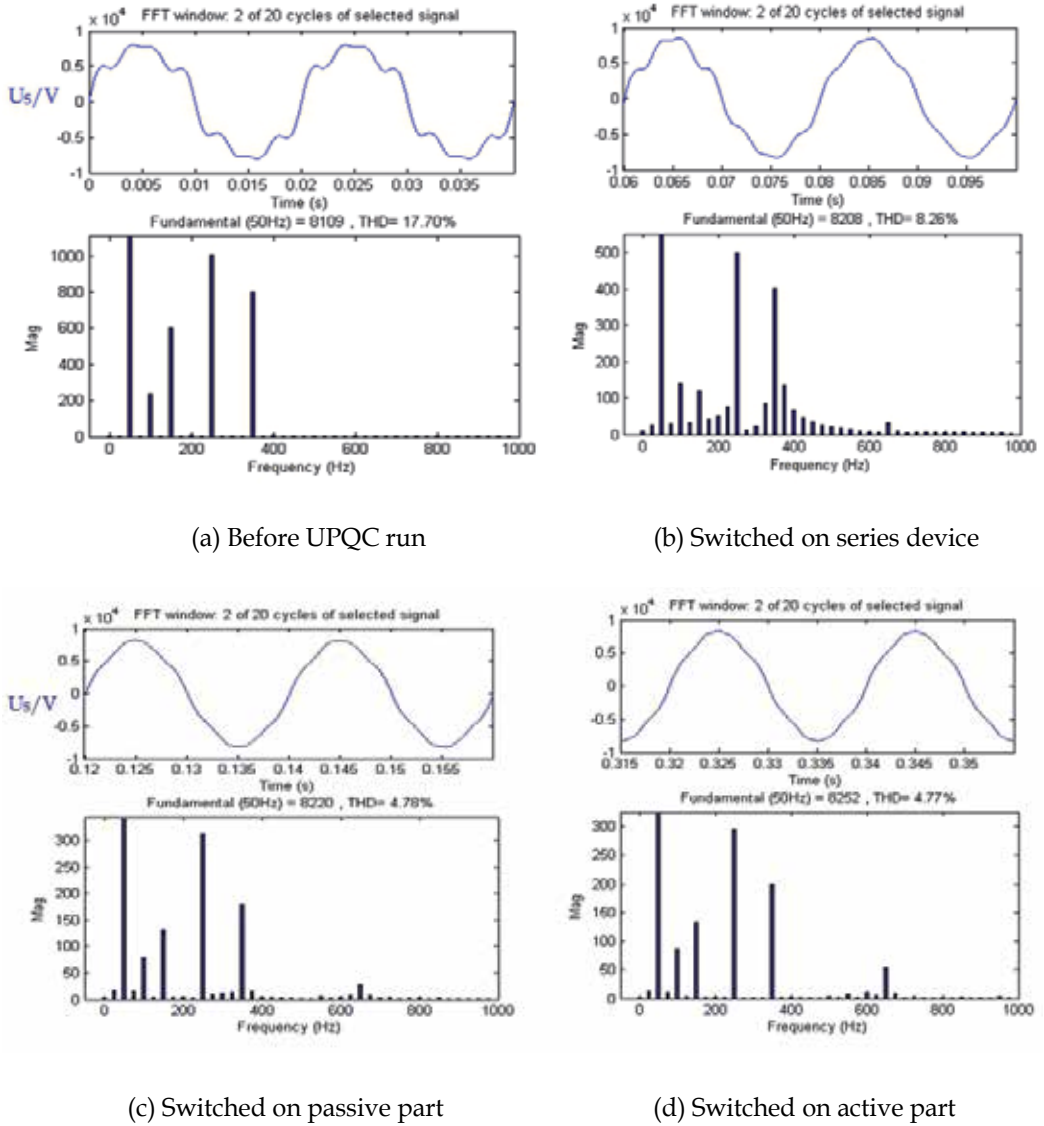 FFT window: 2 of 20 cycles of selected signal
x 10^4
1
0.5
0
-0.5
-1
U5/V
0 0.005 0.01 0.015 0.02 0.025 0.03 0.035
Time (s)
Fundamental (50Hz) = 8109 , THD= 17.70%
1000
800
600
400
200
0
Mag
0 200 400 600 800 1000
Frequency (Hz)
(a) Before UPQC run
FFT window: 2 of 20 cycles of selected signal
x 10^4
1
0.5
0
-0.5
-1
0.06 0.065 0.07 0.075 0.08 0.085 0.09 0.095
Time (s)
Fundamental (50Hz) = 8208 , THD= 8.26%
500
400
300
200
100
0
Mag
0 200 400 600 800 1000
Frequency (Hz)
(b) Switched on series device
FFT window: 2 of 20 cycles of selected signal
x 10^4
1
0.5
0
-0.5
-1
U5/V
0.12 0.125 0.13 0.135 0.14 0.145 0.15 0.155
Time (s)
Fundamental (50Hz) = 8220 , THD= 4.78%
300
250
200
150
100
50
0
Mag
0 200 400 600 800 1000
Frequency (Hz)
(c) Switched on passive part
FFT window: 2 of 20 cycles of selected signal
x 10^4
1
0.5
0
-0.5
-1
0.315 0.32 0.325 0.33 0.335 0.34 0.345 0.35
Time (s)
Fundamental (50Hz) = 8252 , THD= 4.77%
300
250
200
150
100
50
0
Mag
0 200 400 600 800 1000
Frequency (Hz)
(d) Switched on active part